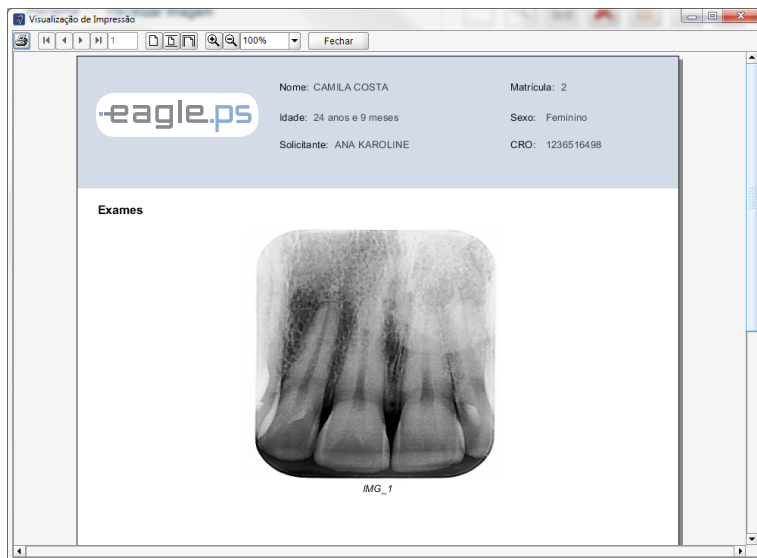 Visualização de Impressão
1
100%
Fechar
eagle.ps
Nome: CAMILA COSTA
Matrícula: 2
Idade: 24 anos e 9 meses
Sexo: Feminino
Solicitante: ANA KAROLINE
CRO: 1236516498
Exames
IMG_1